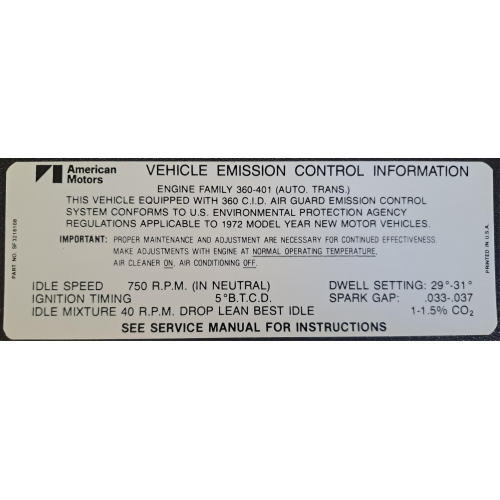 American Motors
VEHICLE EMISSION CONTROL INFORMATION
ENGINE FAMILY 360-401 (AUTO. TRANS.)
THIS VEHICLE EQUIPPED WITH 360 C.I.D. AIR GUARD EMISSION CONTROL
SYSTEM CONFORMS TO U.S. ENVIRONMENTAL PROTECTION AGENCY
REGULATIONS APPLICABLE TO 1972 MODEL YEAR NEW MOTOR VEHICLES.
IMPORTANT: PROPER MAINTENANCE AND ADJUSTMENT ARE NECESSARY FOR CONTINUED EFFECTIVENESS.
MAKE ADJUSTMENTS WITH ENGINE AT NORMAL OPERATING TEMPERATURE,
AIR CLEANER ON, AIR CONDITIONING OFF.
IDLE SPEED 750 R.P.M. (IN NEUTRAL) DWELL SETTING: 29°-31°
IGNITION TIMING 5°B.T.C.D. SPARK GAP: .033-.037
IDLE MIXTURE 40 R.P.M. DROP LEAN BEST IDLE 1-1.5% CO₂
SEE SERVICE MANUAL FOR INSTRUCTIONS
PRINTED IN U.S.A.